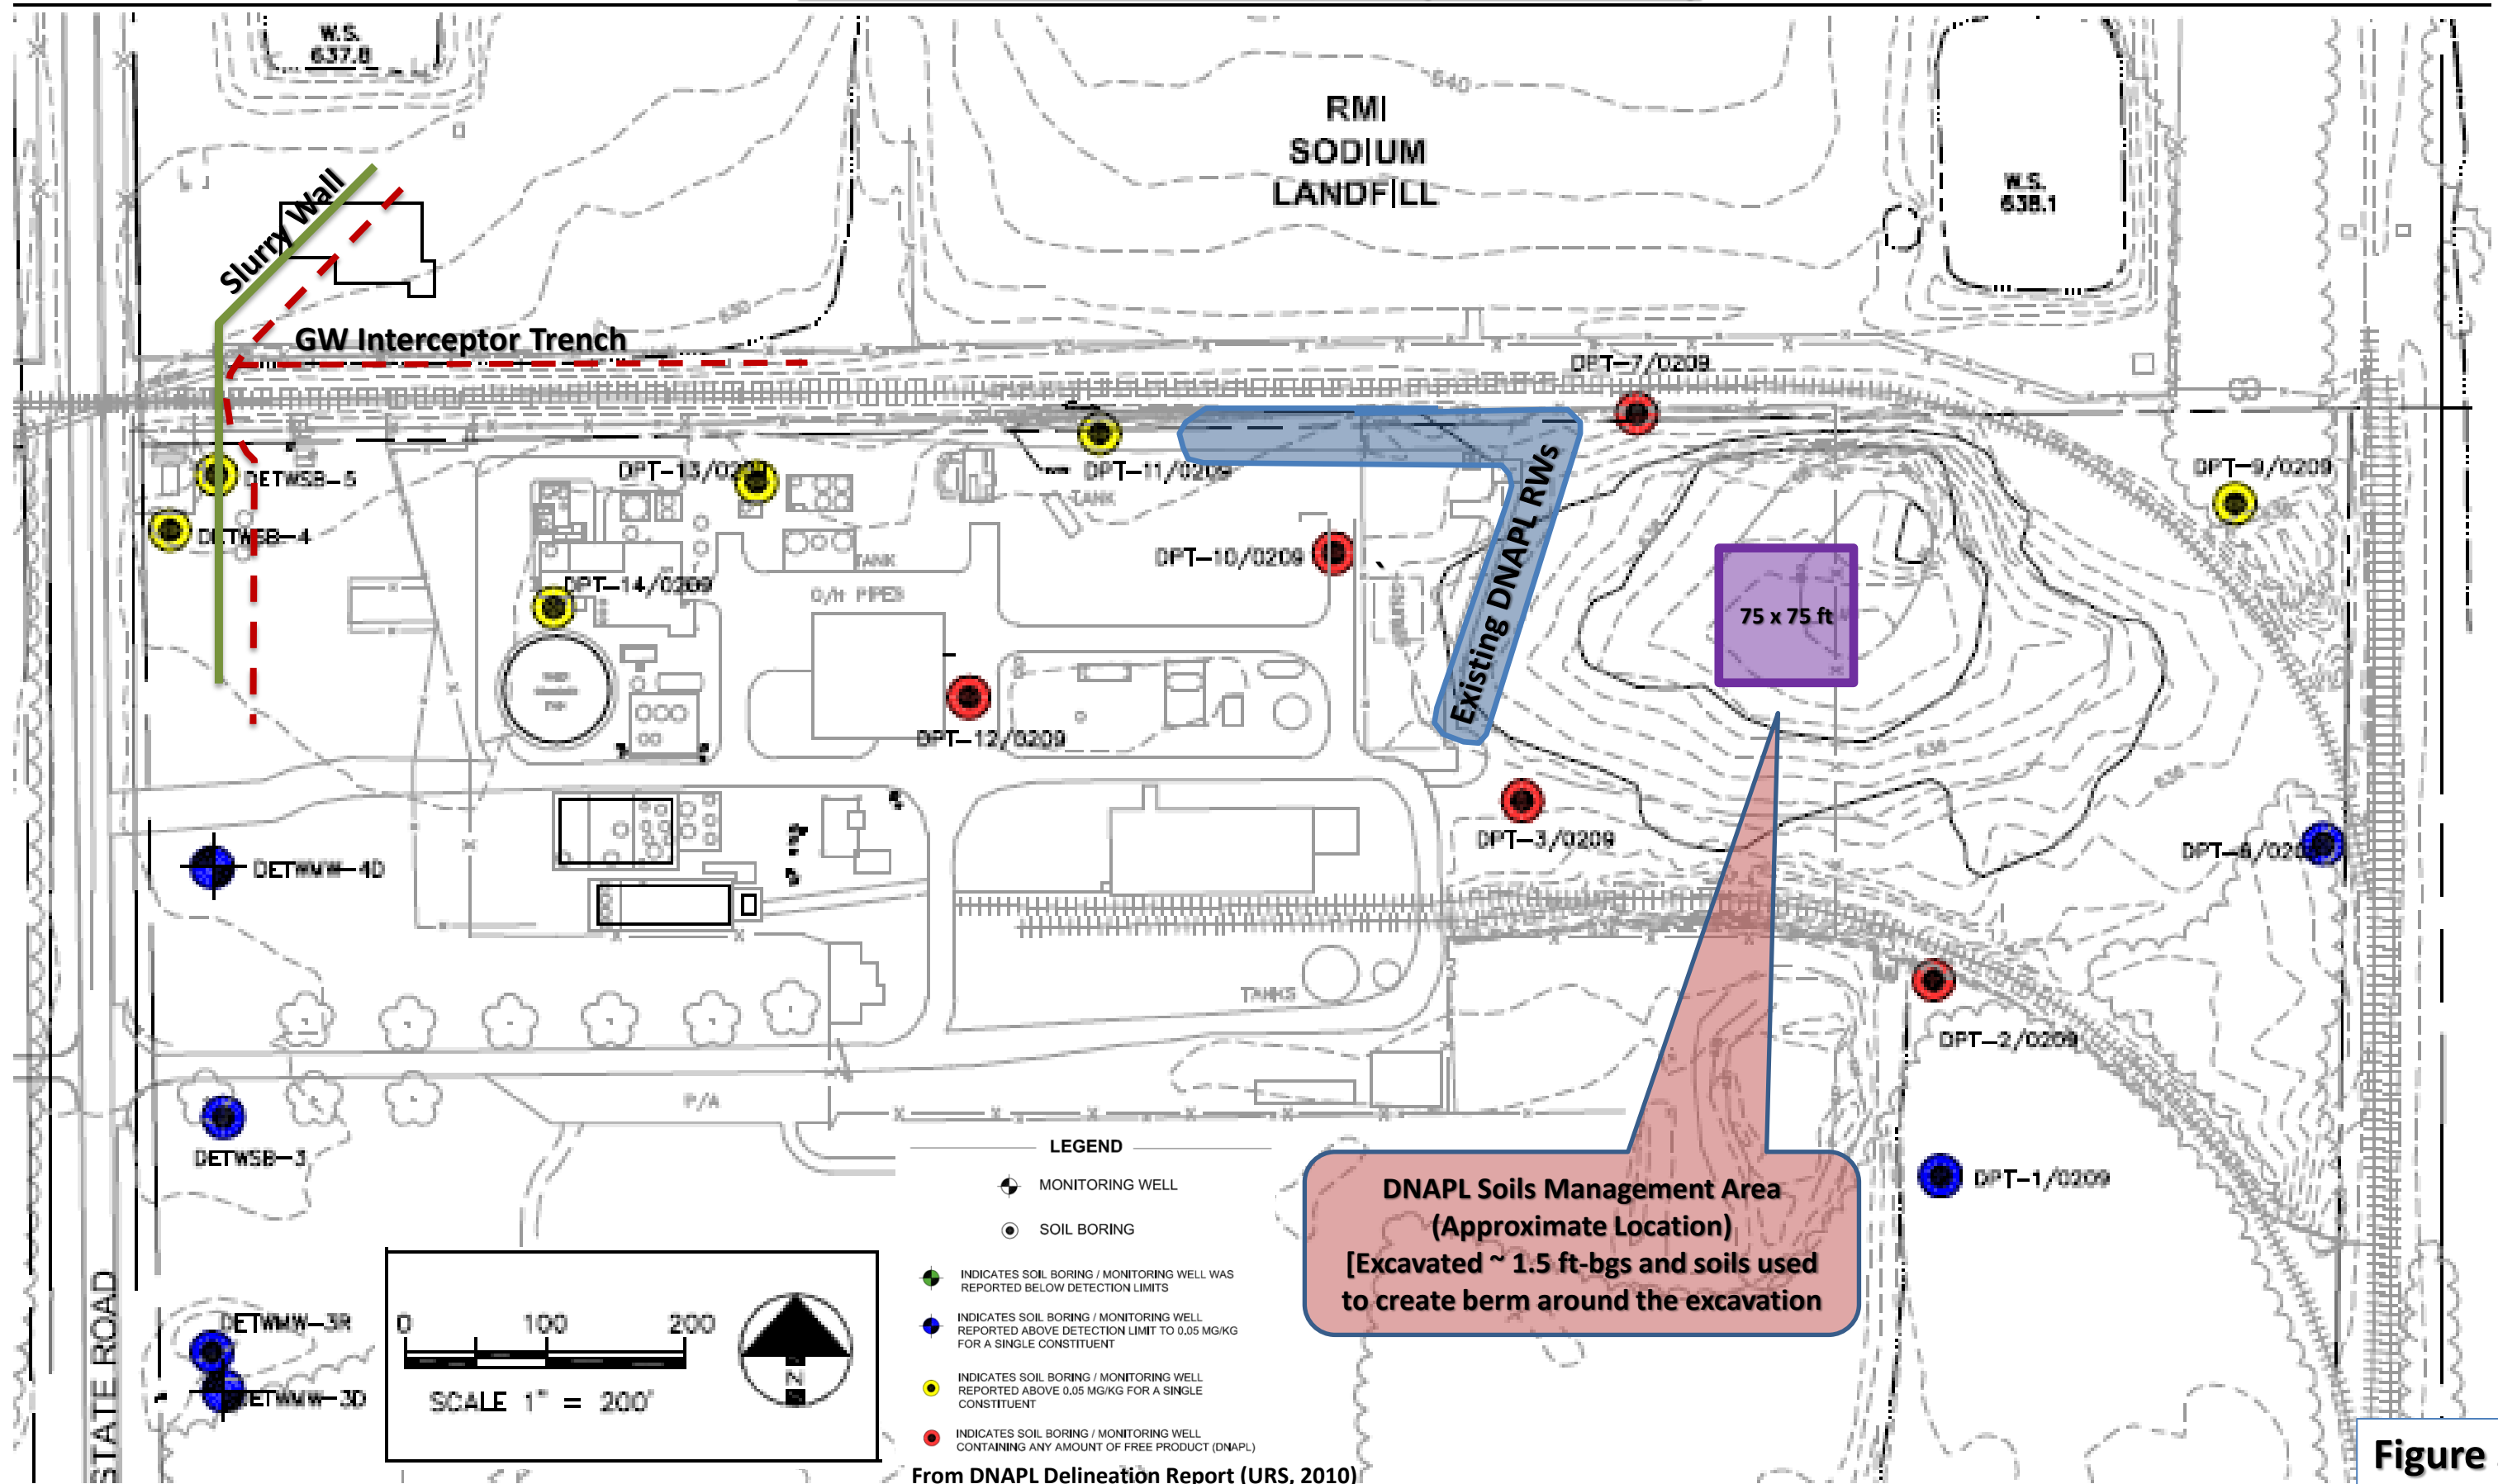 W.S.
637.8
640
RMI
SODIUM
LANDFILL
W.S.
638.1
Slurry Wall
630
GW Interceptor Trench
DPT-7/0209
DETWSB-5
DPT-13/02
DPT-11/0209
TANK
DPT-9/0209
DETWSB-4
DPT-10/0209
Existing DNAPL RWs
TANK
DPT-14/0209
O/H PIPES
75 x 75 ft
DPT-12/0209
636
636
DPT-3/0209
DETWMW-4D
TANKS
DPT-2/0209
P/A
DETWSB-3
DPT-1/0209
STATE ROAD
DETWMW-3R
DETWMW-3D
0 100 200
SCALE 1" = 200'
N
LEGEND
MONITORING WELL
SOIL BORING
INDICATES SOIL BORING / MONITORING WELL WAS
REPORTED BELOW DETECTION LIMITS
INDICATES SOIL BORING / MONITORING WELL
REPORTED ABOVE DETECTION LIMIT TO 0.05 MG/KG
FOR A SINGLE CONSTITUENT
INDICATES SOIL BORING / MONITORING WELL
REPORTED ABOVE 0.05 MG/KG FOR A SINGLE
CONSTITUENT
INDICATES SOIL BORING / MONITORING WELL
CONTAINING ANY AMOUNT OF FREE PRODUCT (DNAPL)
From DNAPL Delineation Report (URS, 2010)
DNAPL Soils Management Area
(Approximate Location)
[Excavated ~ 1.5 ft-bgs and soils used
to create berm around the excavation
Figure